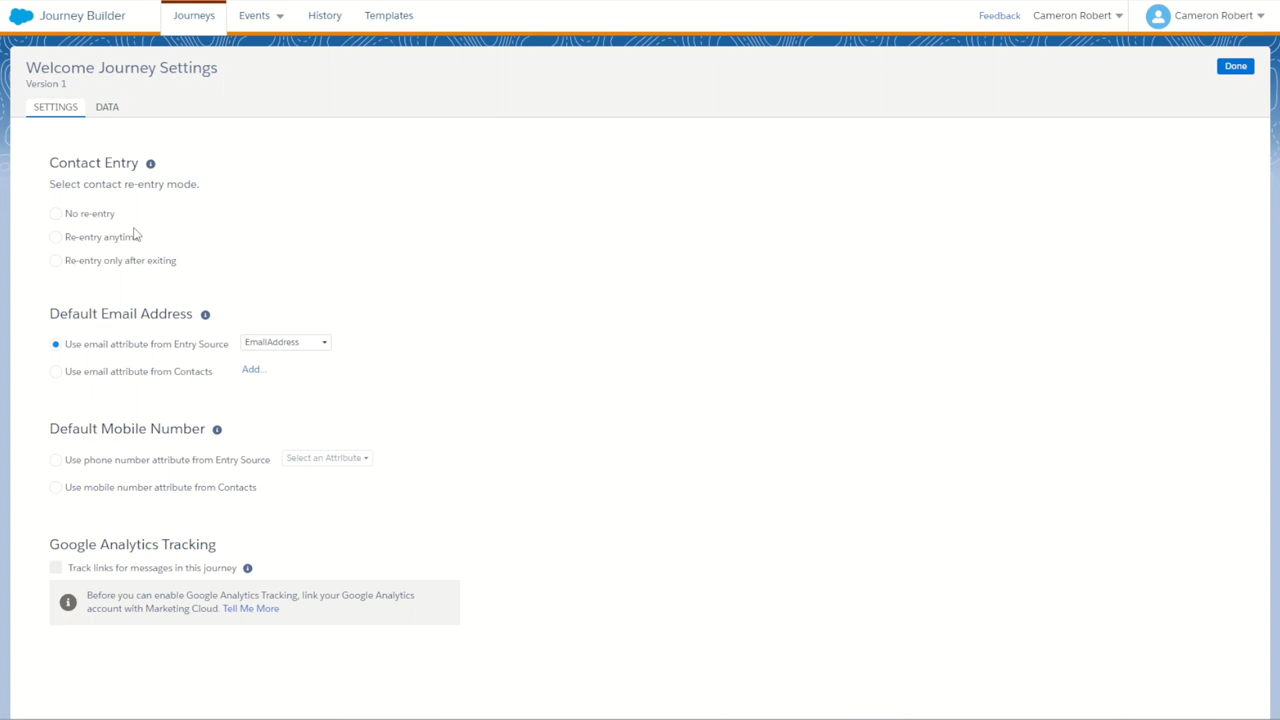 Journey Builder
Journeys
Events
History
Templates
Feedback
Cameron Robert
Cameron Robert
Welcome Journey Settings
Done
Version 1
SETTINGS
DATA
Contact Entry
Select contact re-entry mode.
No re-entry
Re-entry anytime
Re-entry only after exiting
Default Email Address
Use email attribute from Entry Source
EmailAddress
Use email attribute from Contacts
Add...
Default Mobile Number
Use phone number attribute from Entry Source
Select an Attribute
Use mobile number attribute from Contacts
Google Analytics Tracking
Track links for messages in this journey
Before you can enable Google Analytics Tracking, link your Google Analytics
account with Marketing Cloud. Tell Me More